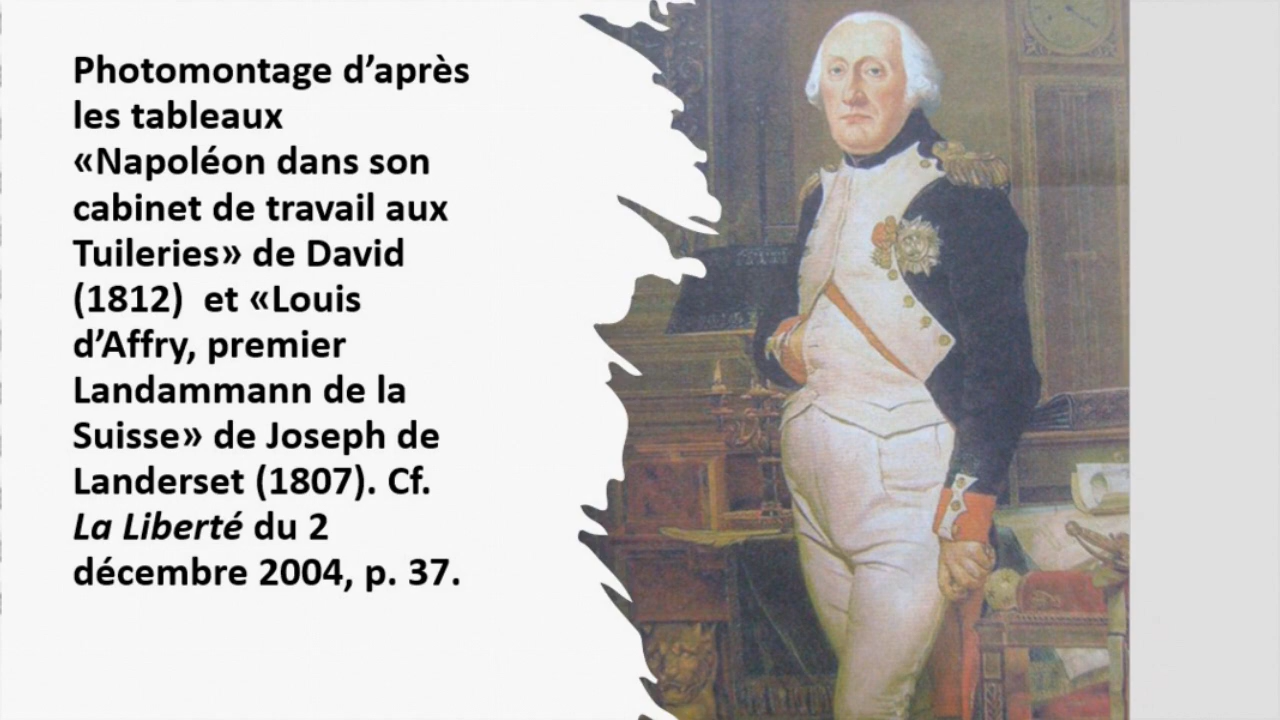 Photomontage d’après
les tableaux
«Napoléon dans son
cabinet de travail aux
Tuileries» de David
(1812)  et «Louis
d’Affry, premier
Landammann de la
Suisse» de Joseph de
Landerset (1807). Cf.
La Liberté du 2
décembre 2004, p. 37.